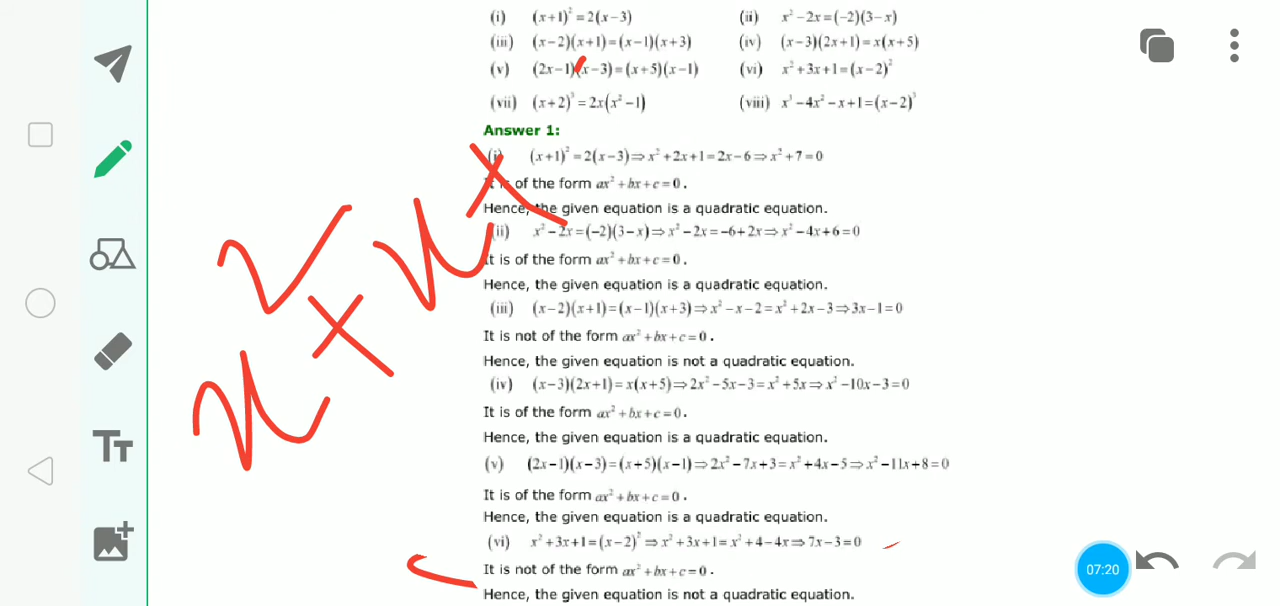 (i) (x+1)² = 2(x−3) (ii) x² − 2x = (−2)(3−x)
(iii) (x−2)(x+1) = (x−1)(x+3) (iv) (x−3)(2x+1) = x(x+5)
(v) (2x−1)(x−3) = (x+5)(x−1) (vi) x² + 3x + 1 = (x−2)²
(vii) (x+2)³ = 2x(x² −1) (viii) x³ − 4x² − x + 1 = (x−2)³
Answer 1:
(i) (x+1)² = 2(x−3) ⇒ x² + 2x + 1 = 2x − 6 ⇒ x² + 7 = 0
It is of the form ax² + bx + c = 0.
Hence, the given equation is a quadratic equation.
(ii) x² − 2x = (−2)(3−x) ⇒ x² − 2x = −6 + 2x ⇒ x² − 4x + 6 = 0
It is of the form ax² + bx + c = 0.
Hence, the given equation is a quadratic equation.
(iii) (x−2)(x+1) = (x−1)(x+3) ⇒ x² − x − 2 = x² + 2x − 3 ⇒ 3x − 1 = 0
It is not of the form ax² + bx + c = 0.
Hence, the given equation is not a quadratic equation.
(iv) (x−3)(2x+1) = x(x+5) ⇒ 2x² − 5x − 3 = x² + 5x ⇒ x² − 10x − 3 = 0
It is of the form ax² + bx + c = 0.
Hence, the given equation is a quadratic equation.
(v) (2x−1)(x−3) = (x+5)(x−1) ⇒ 2x² − 7x + 3 = x² + 4x − 5 ⇒ x² − 11x + 8 = 0
It is of the form ax² + bx + c = 0.
Hence, the given equation is a quadratic equation.
(vi) x² + 3x + 1 = (x−2)² ⇒ x² + 3x + 1 = x² + 4 − 4x ⇒ 7x − 3 = 0
It is not of the form ax² + bx + c = 0.
Hence, the given equation is not a quadratic equation.
x² + x +
TT
07:20